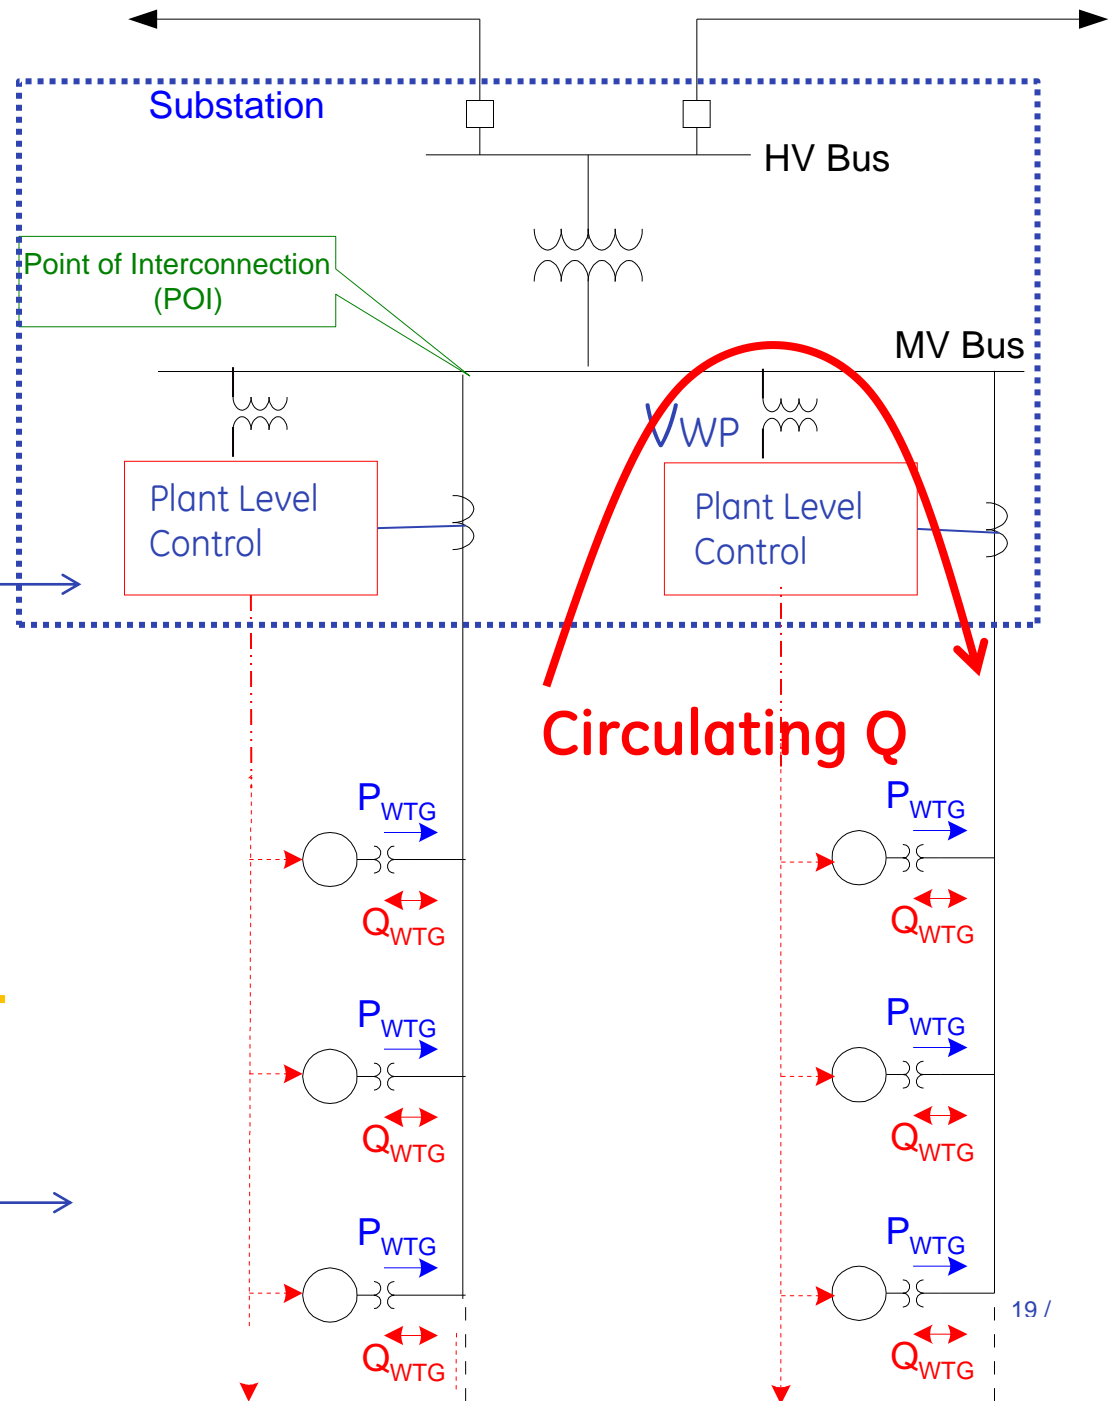 Substation
HV Bus
Point of Interconnection
(POI)
MV Bus
VWP
Plant Level
Control
Plant Level
Control
Circulating Q
PWTG
QWTG
PWTG
QWTG
PWTG
QWTG
PWTG
QWTG
PWTG
QWTG
PWTG
QWTG
19 /